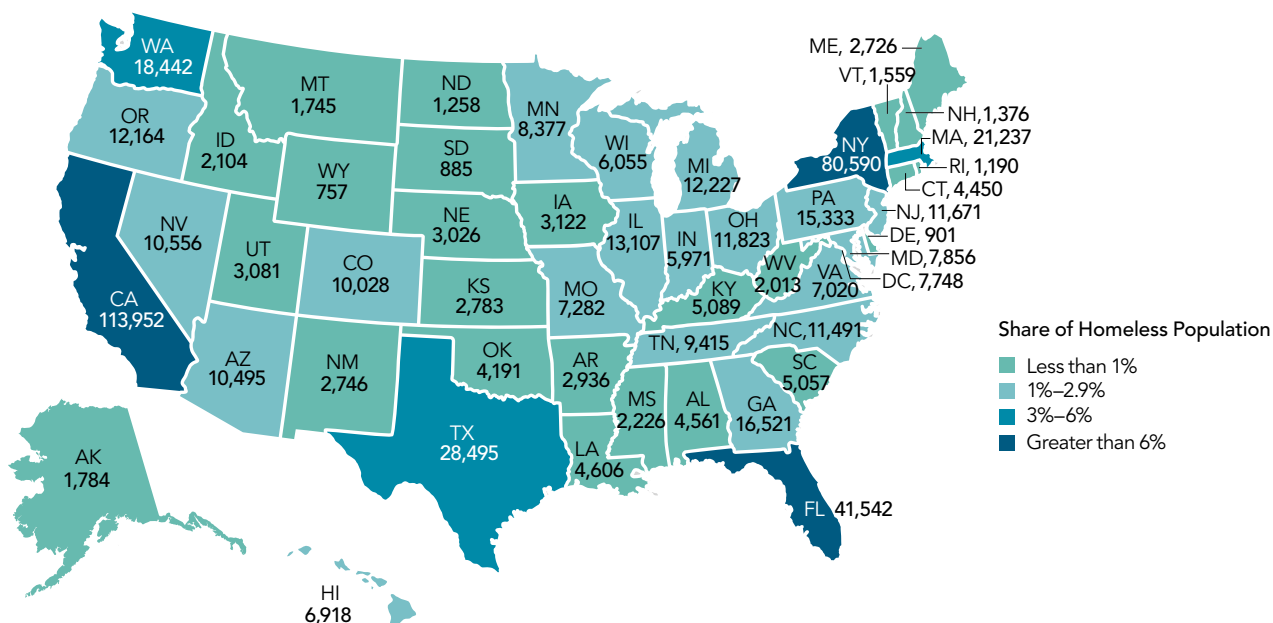 WA
18,442
OR
12,164
ID
2,104
MT
1,745
ND
1,258
MN
8,377
WI
6,055
MI
12,227
NY
80,590
ME, 2,726
VT, 1,559
NH, 1,376
MA, 21,237
RI, 1,190
CT, 4,450
NJ, 11,671
DE, 901
MD, 7,856
DC, 7,748
WY
757
SD
885
NE
3,026
IA
3,122
IL
13,107
IN
5,971
OH
11,823
PA
15,333
NV
10,556
UT
3,081
CO
10,028
KS
2,783
MO
7,282
KY
5,089
WV
2,013
VA
7,020
CA
113,952
AZ
10,495
NM
2,746
OK
4,191
AR
2,936
TN, 9,415
NC, 11,491
SC
5,057
MS
2,226
AL
4,561
GA
16,521
TX
28,495
LA
4,606
FL 41,542
AK
1,784
HI
6,918
Share of Homeless Population
Less than 1%
1%–2.9%
3%–6%
Greater than 6%